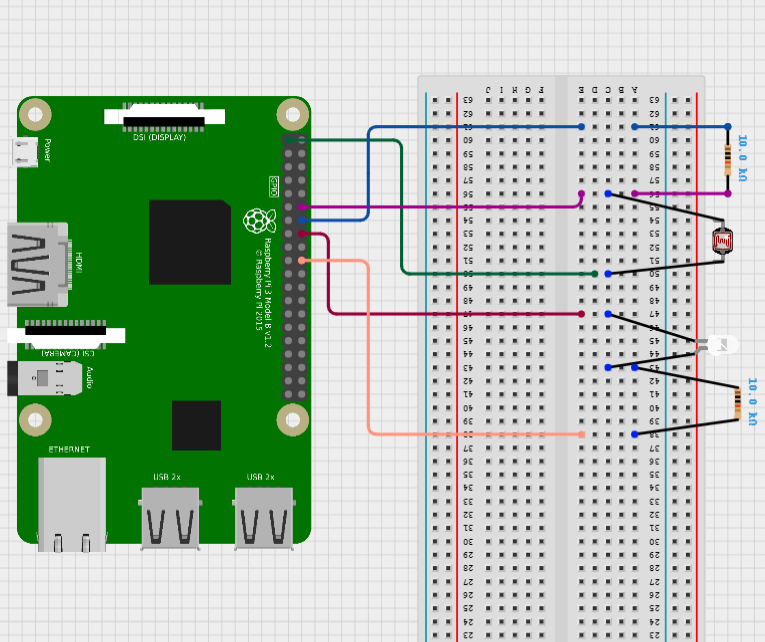 DSI (DISPLAY)
Power
GPIO
HDMI
Raspberry Pi 3 Model B v1.2
© Raspberry Pi 2015
CSI (CAMERA)
Audio
ETHERNET
USB 2x
USB 2x
J I H G F E D C B A
63 63
62 62
61 61
60 60
59 59
58 58
57 57
56 56
55 55
54 54
53 53
52 52
51 51
50 50
49 49
48 48
47 47
46 46
45 45
44 44
43 43
42 42
41 41
40 40
39 39
38 38
37 37
36 36
35 35
34 34
33 33
32 32
31 31
30 30
29 29
28 28
27 27
26 26
25 25
24 24
23 23
10.0 kΩ
10.0 kΩ